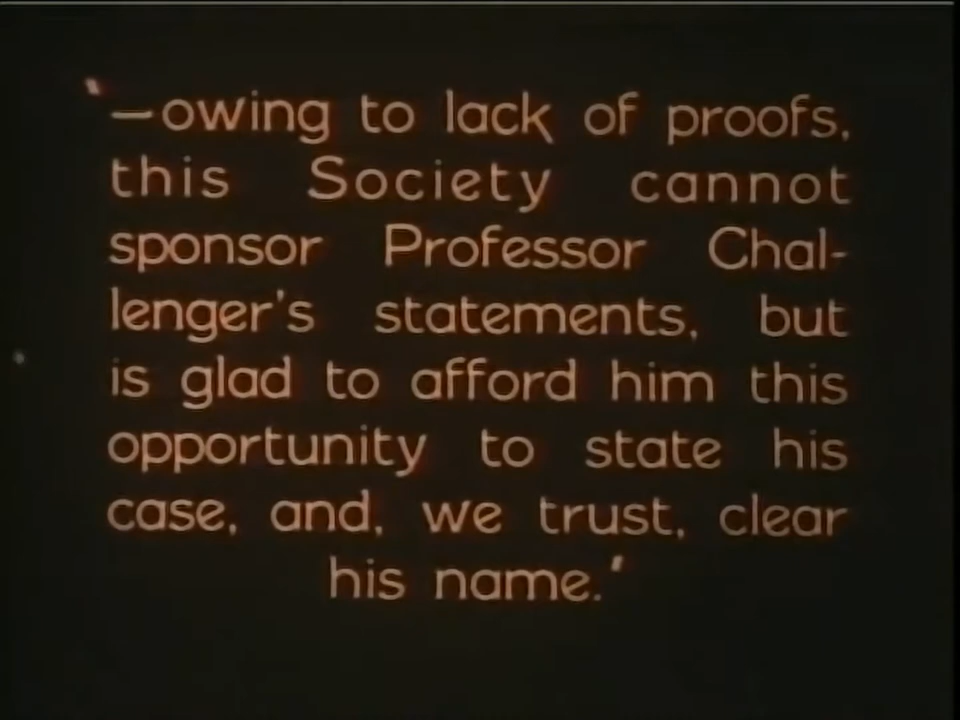 ‘—owing to lack of proofs,
this Society cannot
sponsor Professor Chal-
lenger's statements, but
is glad to afford him this
opportunity to state his
case, and, we trust, clear
his name.'